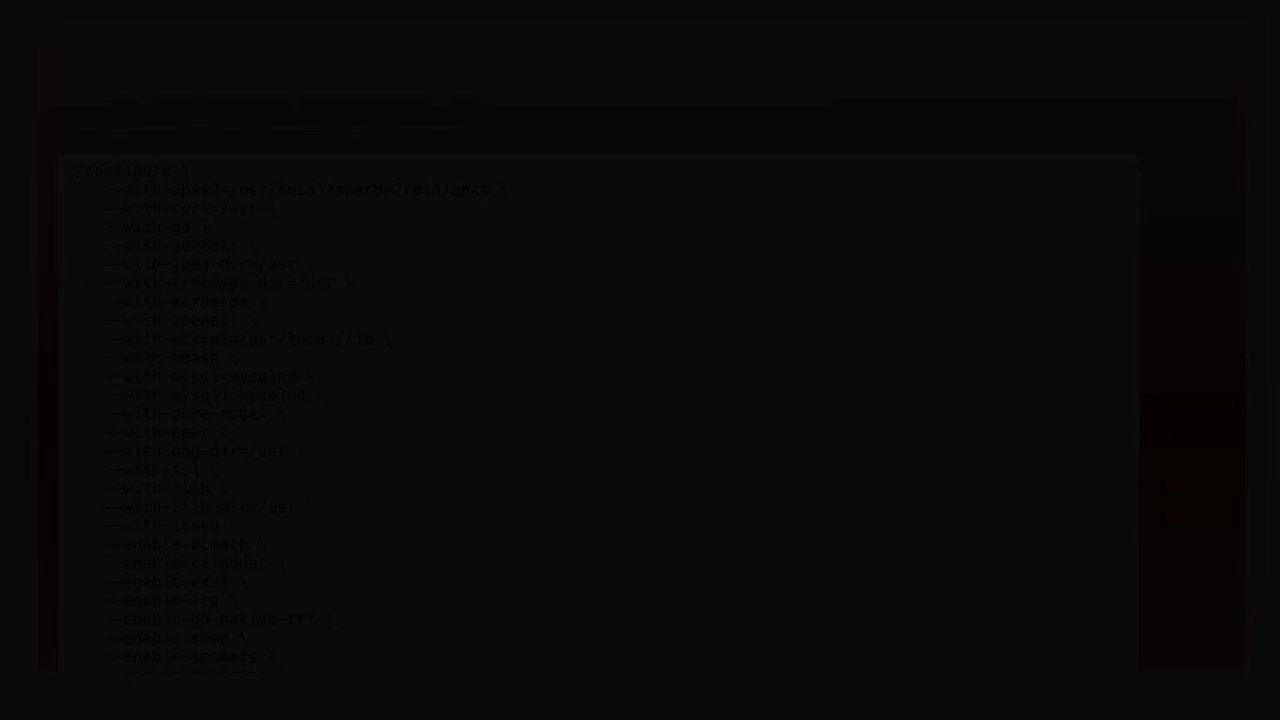 ./configure \
--with-apxs2=/usr/local/apache//bin/apxs \
--with-curl=/usr \
--with-gd \
--with-gettext \
--with-jpeg-dir=/usr \
--with-freetype-dir=/usr \
--with-kerberos \
--with-openssl \
--with-mcrypt=/usr/local/lib \
--with-mhash \
--with-mysql=mysqlnd \
--with-mysqli=mysqlnd \
--with-pcre-regex \
--with-pear \
--with-png-dir=/usr \
--with-xsl \
--with-zlib \
--with-zlib-dir=/usr \
--with-iconv \
--enable-bcmath \
--enable-calendar \
--enable-exif \
--enable-ftp \
--enable-gd-native-ttf \
--enable-soap \
--enable-sockets \